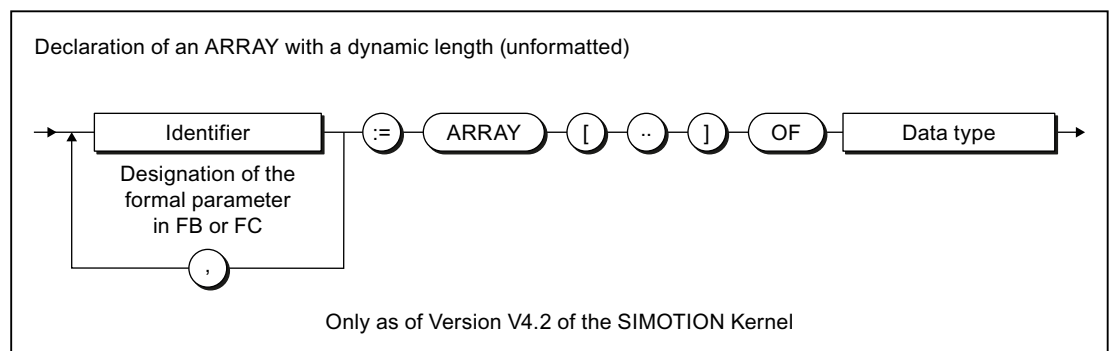 Declaration of an ARRAY with a dynamic length (unformatted)
Identifier := ARRAY [ .. ] OF Data type
Designation of the
formal parameter
in FB or FC
,
Only as of Version V4.2 of the SIMOTION Kernel